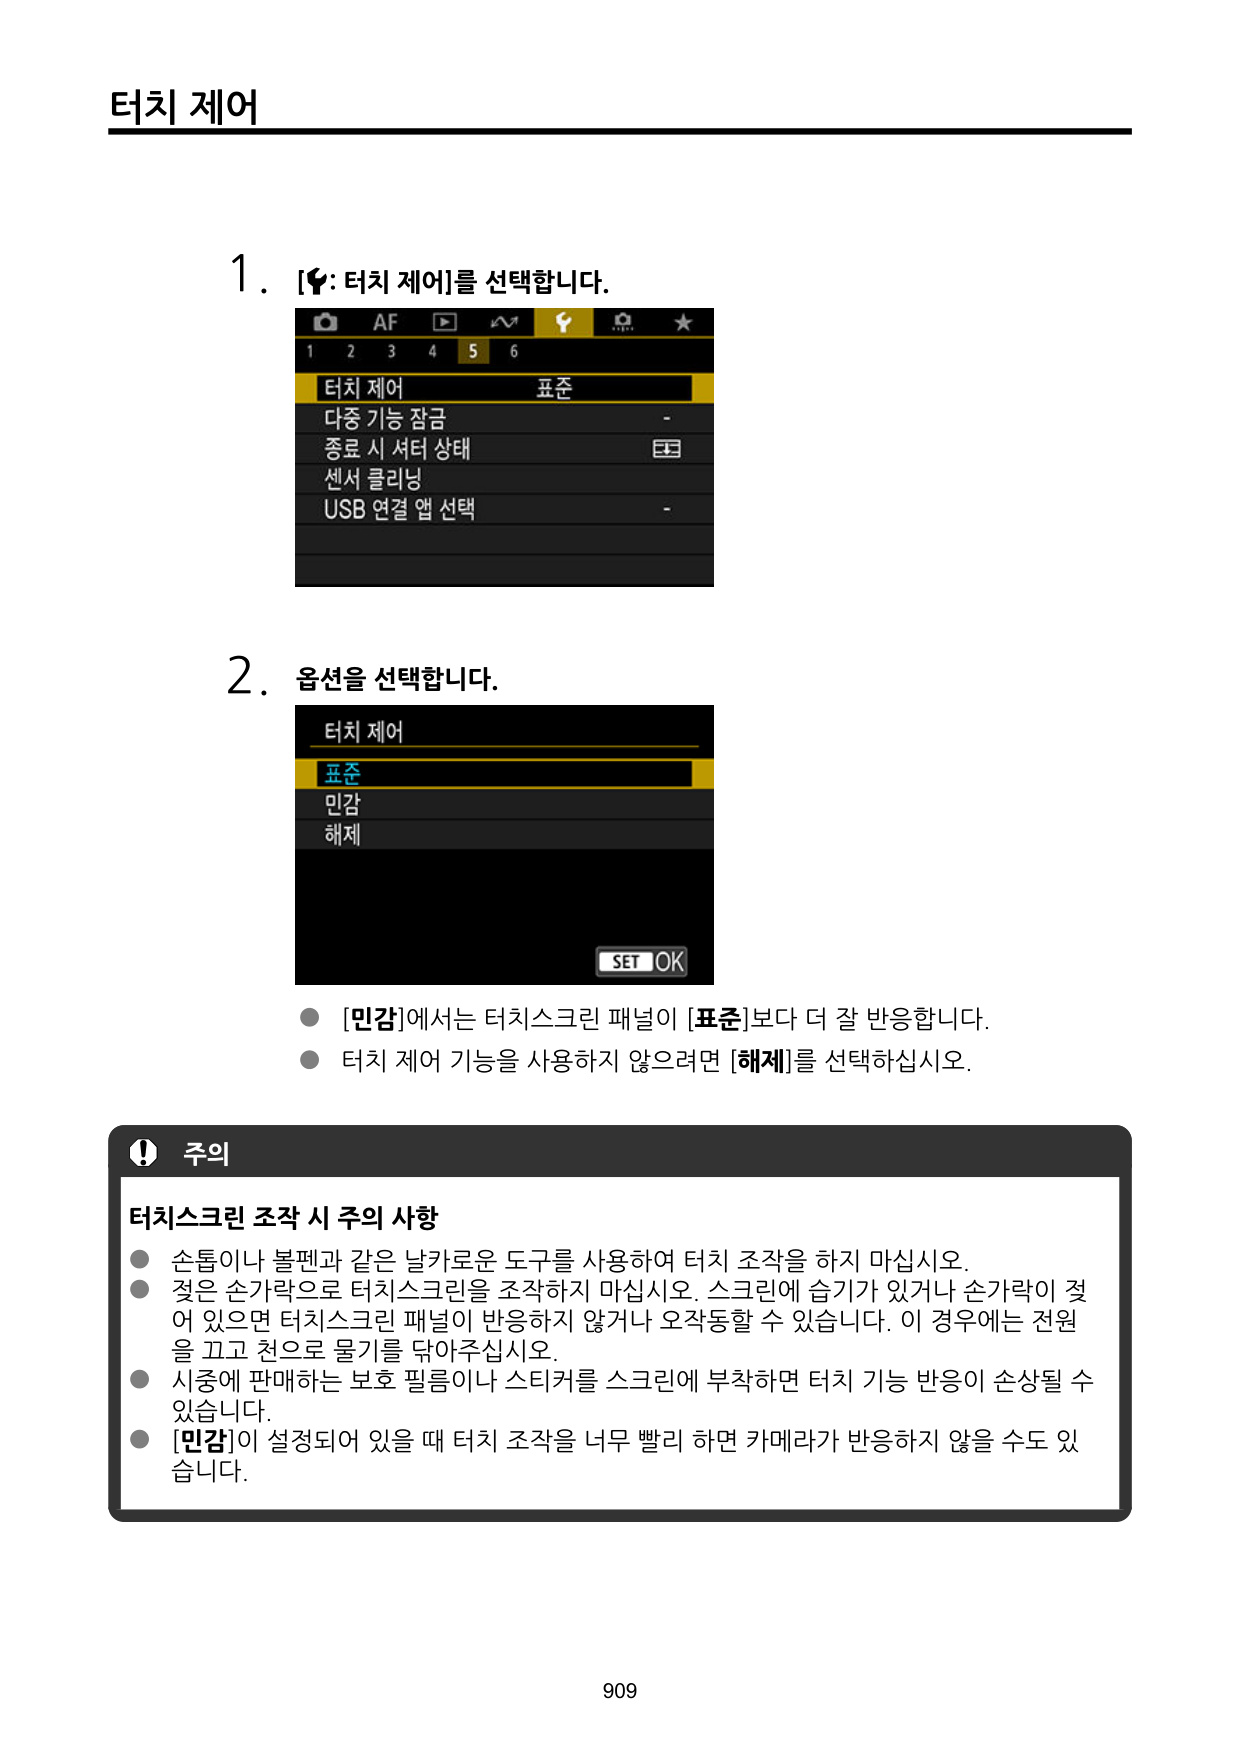 터치 제어
1. [: 터치 제어]를 선택합니다.
AF
1 2 3 4 5 6
터치 제어 표준
다중 기능 잠금 -
종료 시 셔터 상태
센서 클리닝
USB 연결 앱 선택 -
2. 옵션을 선택합니다.
터치 제어
표준
민감
해제
SET OK
● [민감]에서는 터치스크린 패널이 [표준]보다 더 잘 반응합니다.
● 터치 제어 기능을 사용하지 않으려면 [해제]를 선택하십시오.
주의
터치스크린 조작 시 주의 사항
● 손톱이나 볼펜과 같은 날카로운 도구를 사용하여 터치 조작을 하지 마십시오.
● 젖은 손가락으로 터치스크린을 조작하지 마십시오. 스크린에 습기가 있거나 손가락이 젖
어 있으면 터치스크린 패널이 반응하지 않거나 오작동할 수 있습니다. 이 경우에는 전원
을 끄고 천으로 물기를 닦아주십시오.
● 시중에 판매하는 보호 필름이나 스티커를 스크린에 부착하면 터치 기능 반응이 손상될 수
있습니다.
● [민감]이 설정되어 있을 때 터치 조작을 너무 빨리 하면 카메라가 반응하지 않을 수도 있
습니다.
909